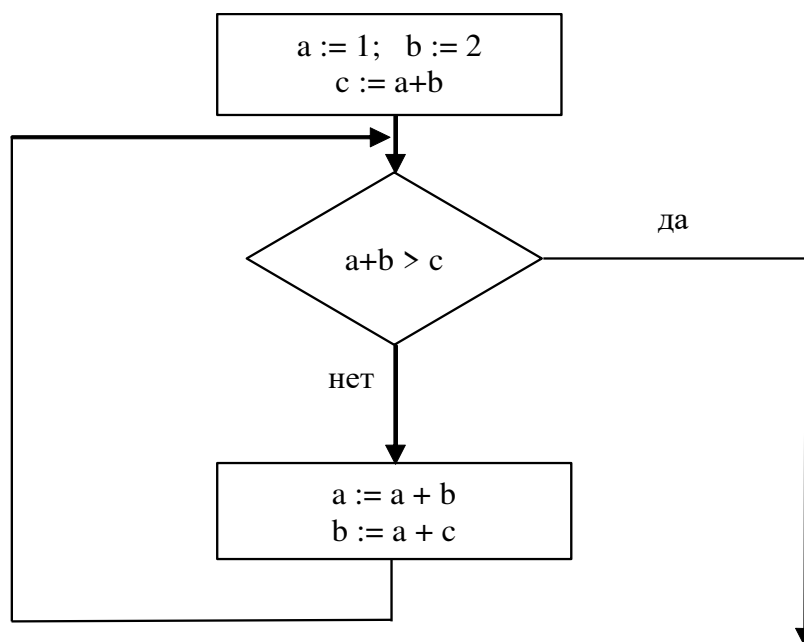 a := 1; b := 2
c := a+b
да
a+b > c
нет
a := a + b
b := a + c